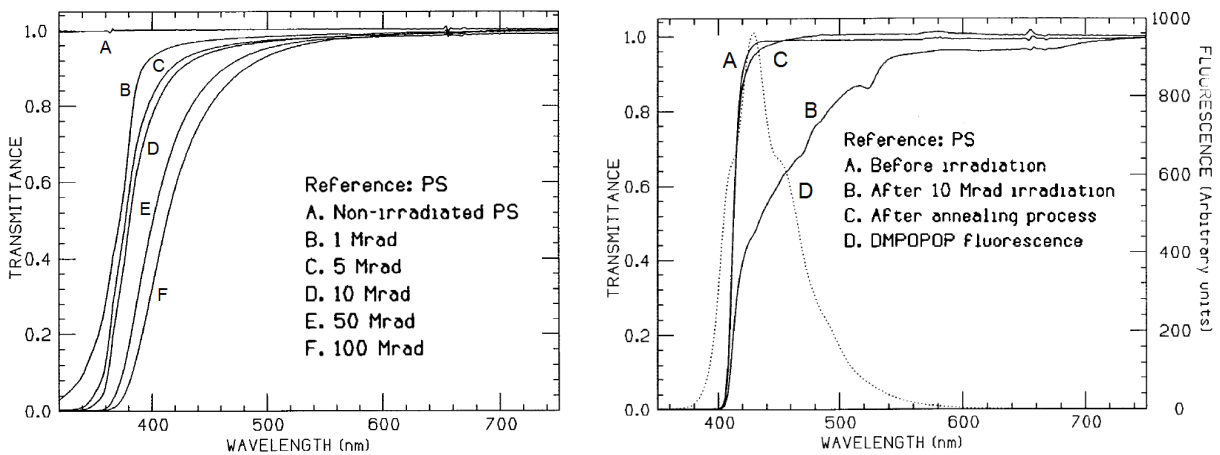 TRANSMITTANCE
1.0
0.8
0.6
0.4
0.2
0.0
A
B
C
D
E
F
Reference: PS
A. Non-irradiated PS
B. 1 Mrad
C. 5 Mrad
D. 10 Mrad
E. 50 Mrad
F. 100 Mrad
400 500 600 700
WAVELENGTH (nm)
TRANSMITTANCE
1.0
0.8
0.6
0.4
0.2
0.0
A
C
B
D
Reference: PS
A. Before irradiation
B. After 10 Mrad irradiation
C. After annealing process
D. DMPOPOP fluorescence
400 500 600 700
WAVELENGTH (nm)
1000
800
600
400
200
0
FLUORESCENCE (Arbitrary units)